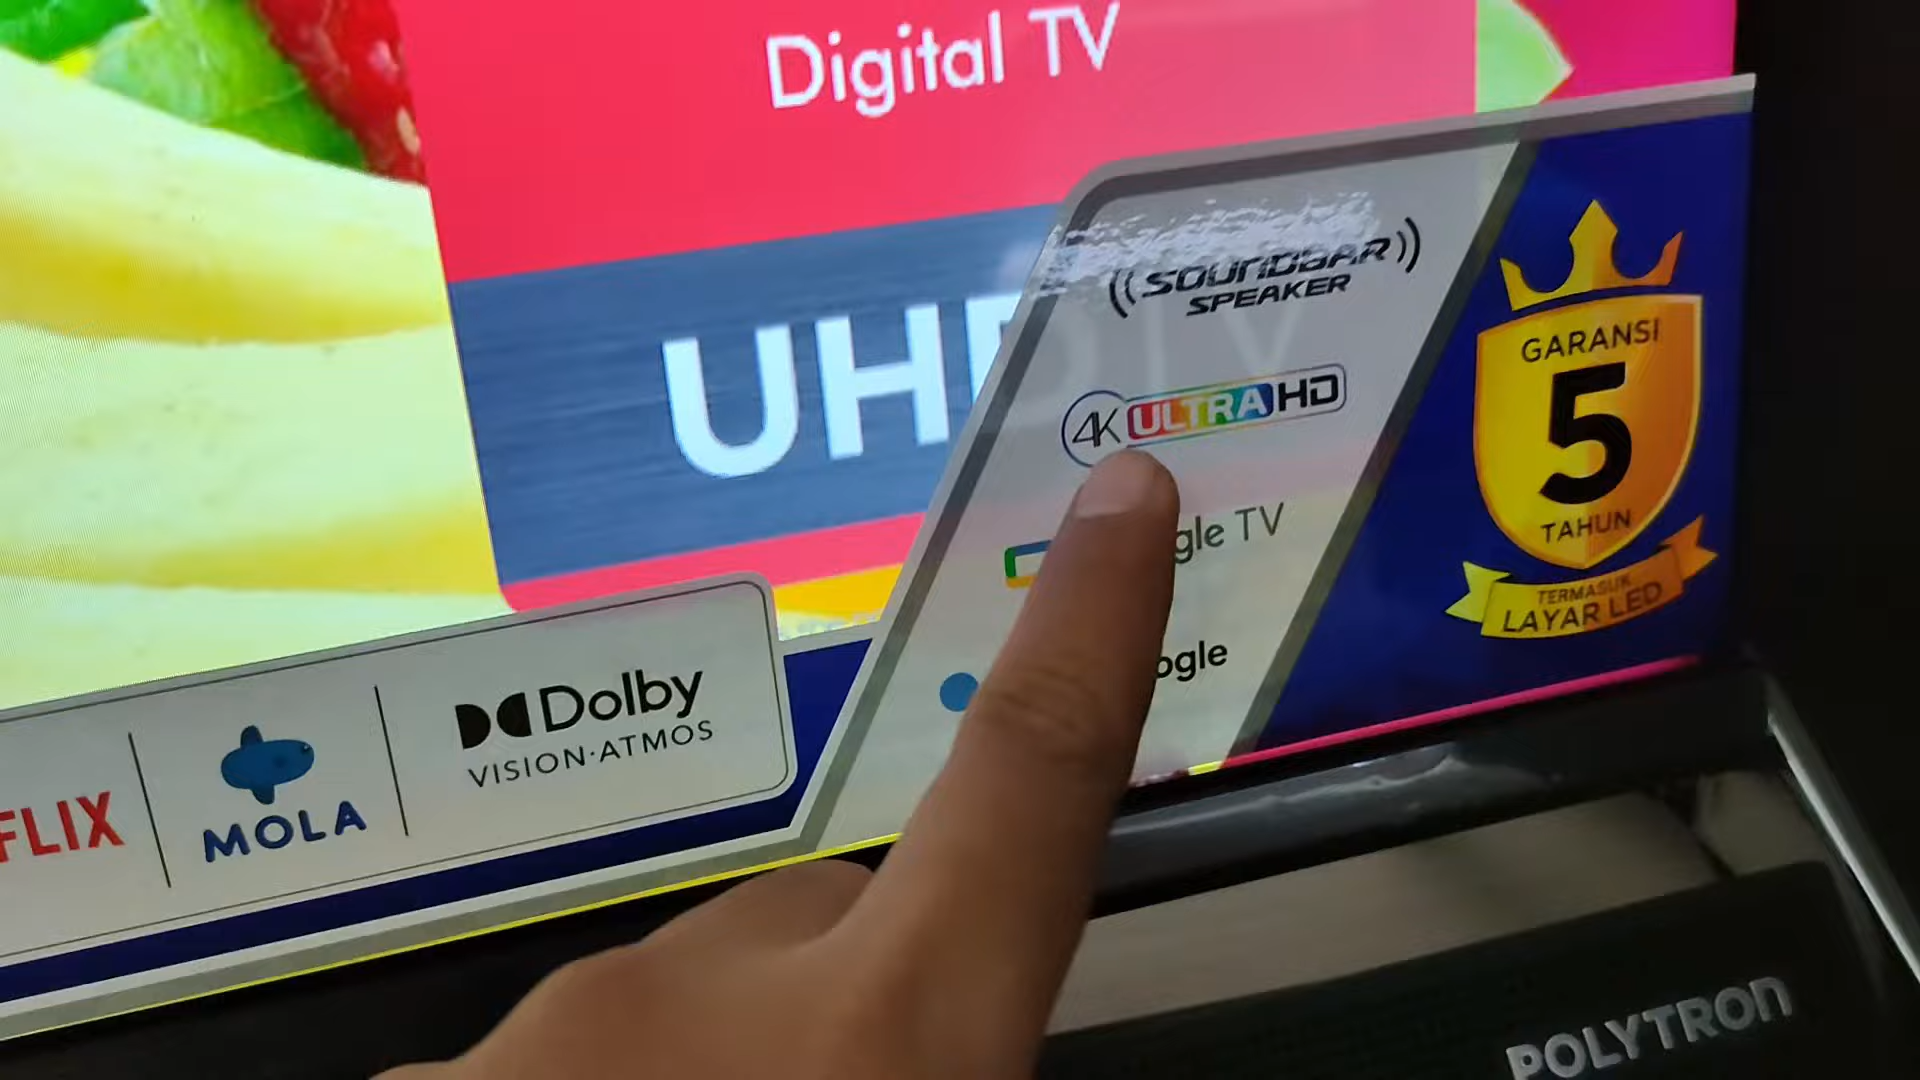 Digital TV
UHDTV
SOUNDBAR
SPEAKER
4K ULTRA HD
gle TV
ogle
GARANSI
5
TAHUN
TERMASUK
LAYAR LED
FLIX
MOLA
Dolby
VISION·ATMOS
POLYTRON